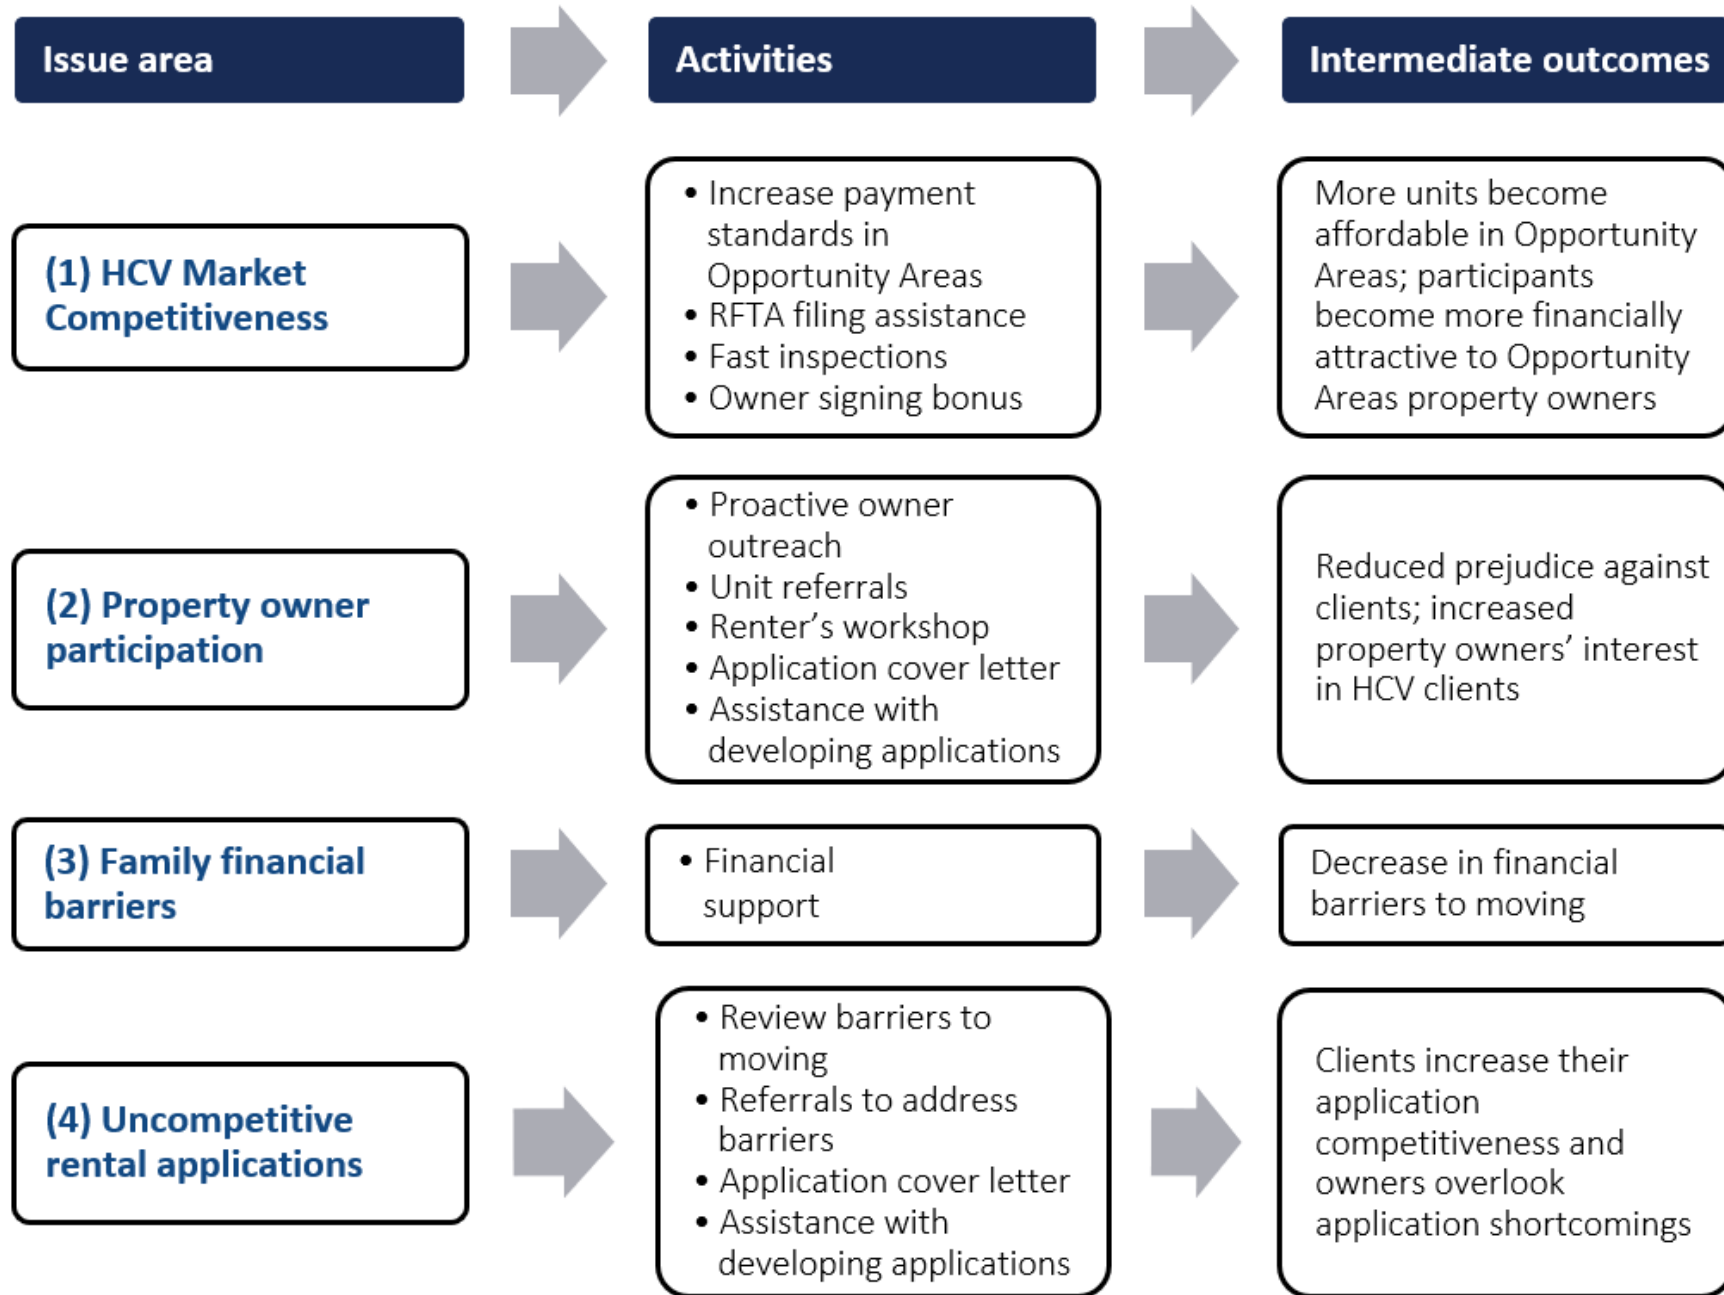 Issue area
Activities
Intermediate outcomes
(1) HCV Market
Competitiveness
• Increase payment
standards in
Opportunity Areas
• RFTA filing assistance
• Fast inspections
• Owner signing bonus
More units become
affordable in Opportunity
Areas; participants
become more financially
attractive to Opportunity
Areas property owners
(2) Property owner
participation
• Proactive owner
outreach
• Unit referrals
• Renter’s workshop
• Application cover letter
• Assistance with
developing applications
Reduced prejudice against
clients; increased
property owners’ interest
in HCV clients
(3) Family financial
barriers
• Financial
support
Decrease in financial
barriers to moving
(4) Uncompetitive
rental applications
• Review barriers to
moving
• Referrals to address
barriers
• Application cover letter
• Assistance with
developing applications
Clients increase their
application
competitiveness and
owners overlook
application shortcomings